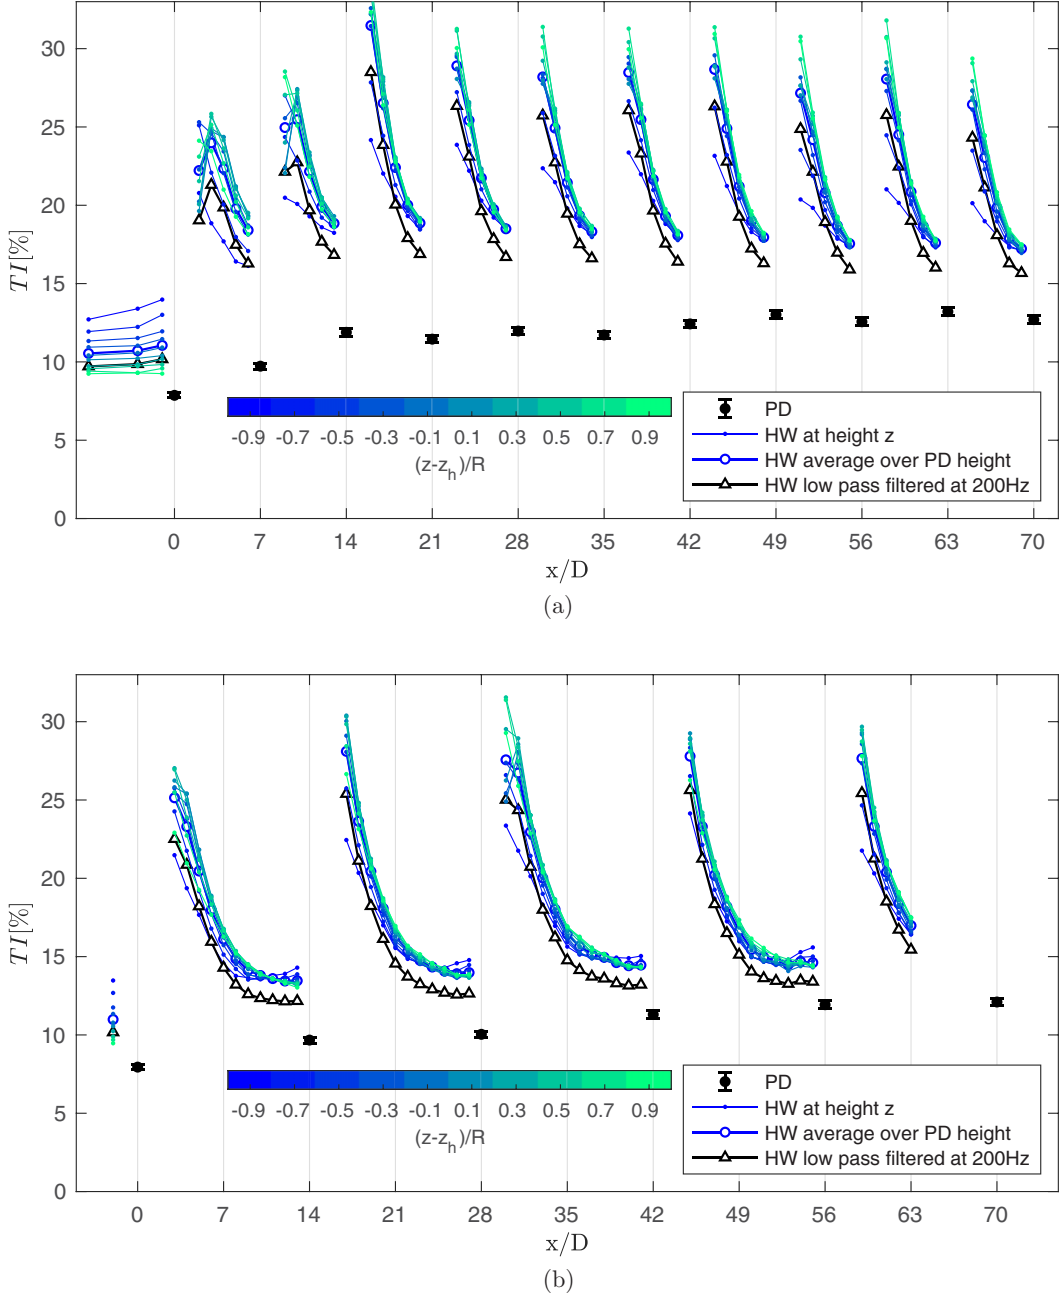 30
25
20
15
10
5
0
TI[%]
-0.9 -0.7 -0.5 -0.3 -0.1 0.1 0.3 0.5 0.7 0.9
(z-z_h)/R
PD
HW at height z
HW average over PD height
HW low pass filtered at 200Hz
0 7 14 21 28 35 42 49 56 63 70
x/D
(a)
30
25
20
15
10
5
0
TI[%]
-0.9 -0.7 -0.5 -0.3 -0.1 0.1 0.3 0.5 0.7 0.9
(z-z_h)/R
PD
HW at height z
HW average over PD height
HW low pass filtered at 200Hz
0 7 14 21 28 35 42 49 56 63 70
x/D
(b)